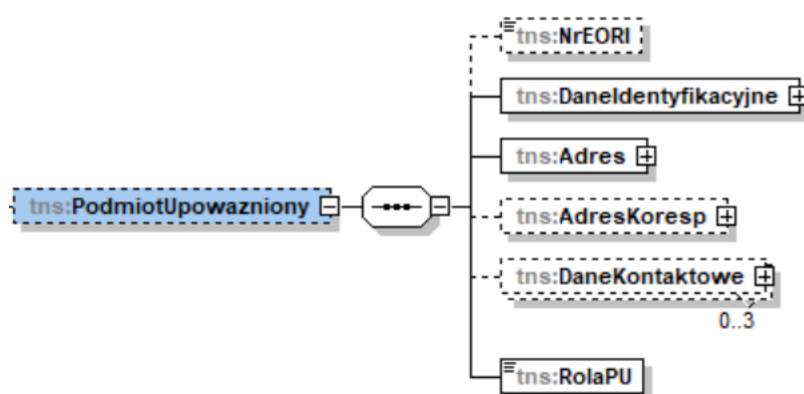 tns:NrEORI
tns:DaneIdentyfikacyjne
tns:Adres
tns:PodmiotUpowazniony
tns:AdresKoresp
tns:DaneKontaktowe
0..3
tns:RolaPU